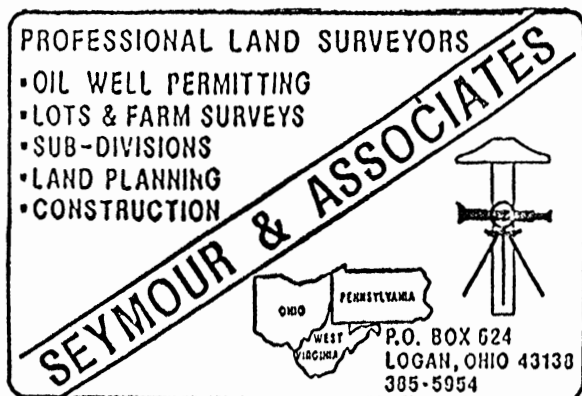 PROFESSIONAL LAND SURVEYORS
▪OIL WELL PERMITTING
▪LOTS & FARM SURVEYS
▪SUB-DIVISIONS
▪LAND PLANNING
▪CONSTRUCTION
SEYMOUR & ASSOCIATES
OHIO
PENNSYLVANIA
WEST
VIRGINIA
P.O. BOX 624
LOGAN, OHIO 43138
385-5954